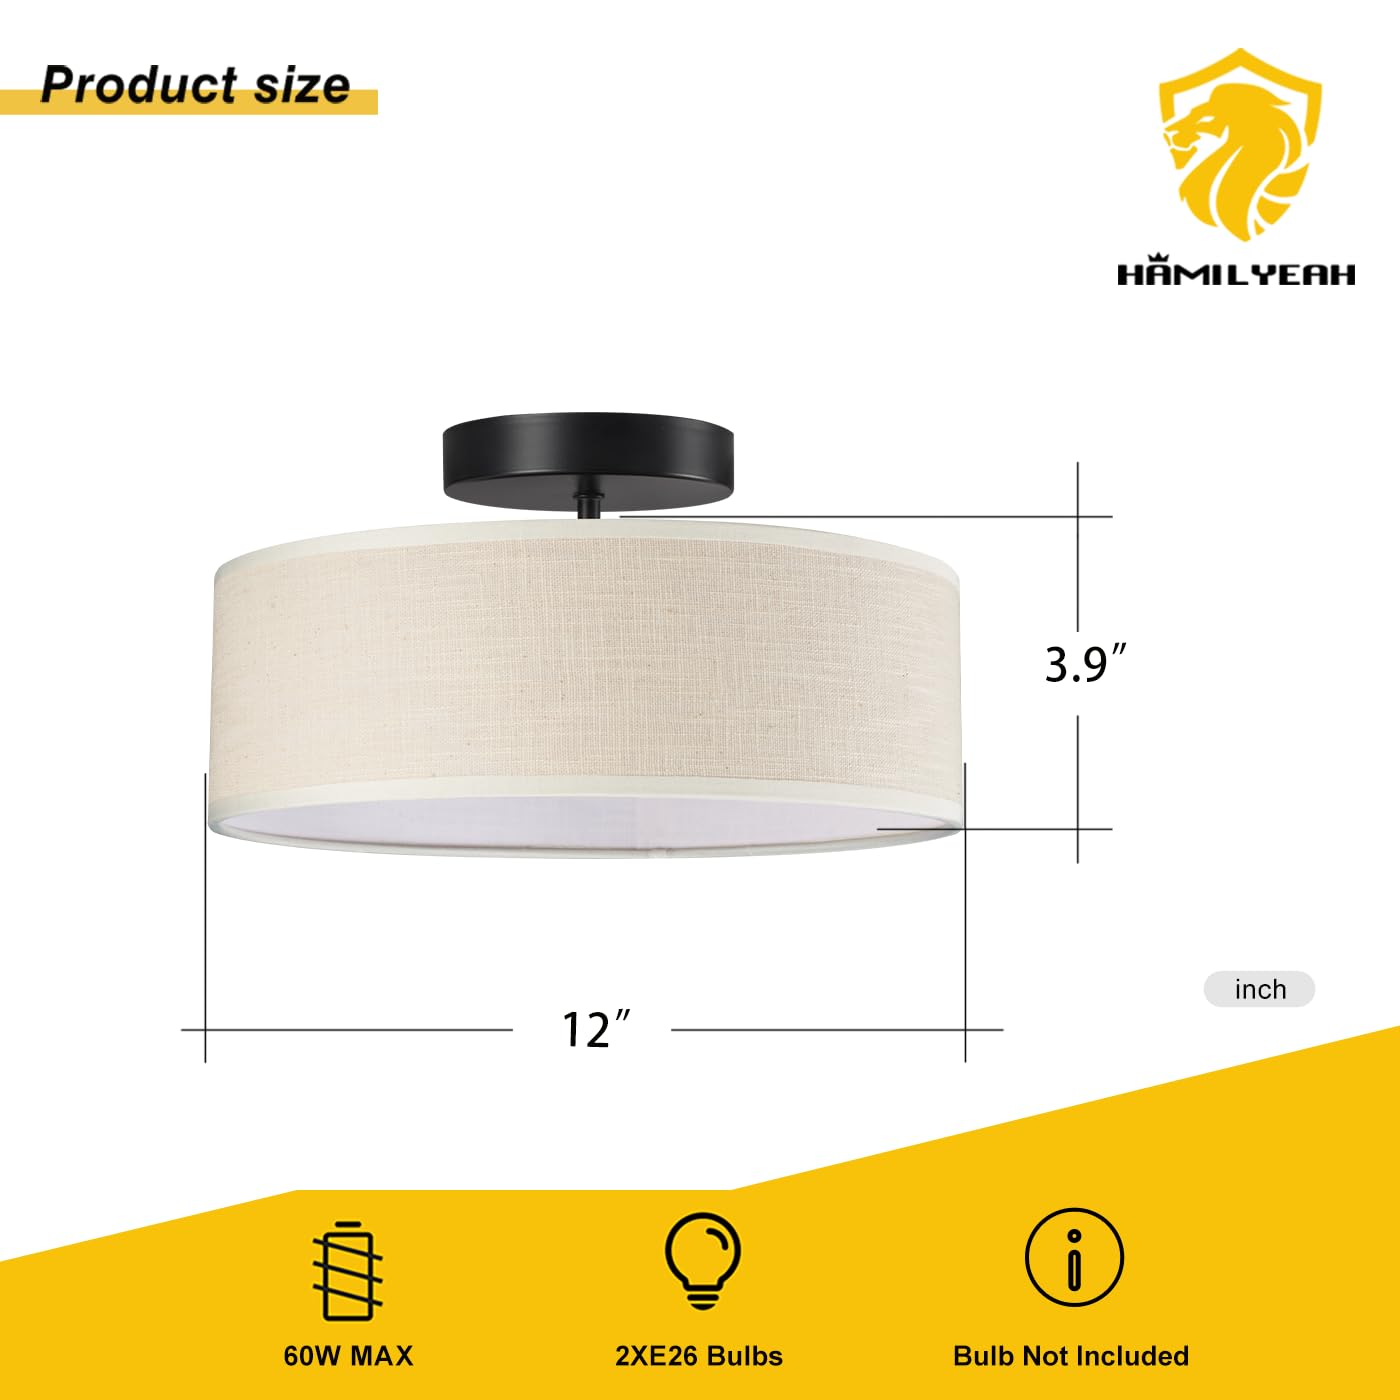 Product size
HAMILYEAH
3.9"
12"
inch
60W MAX
2XE26 Bulbs
Bulb Not Included